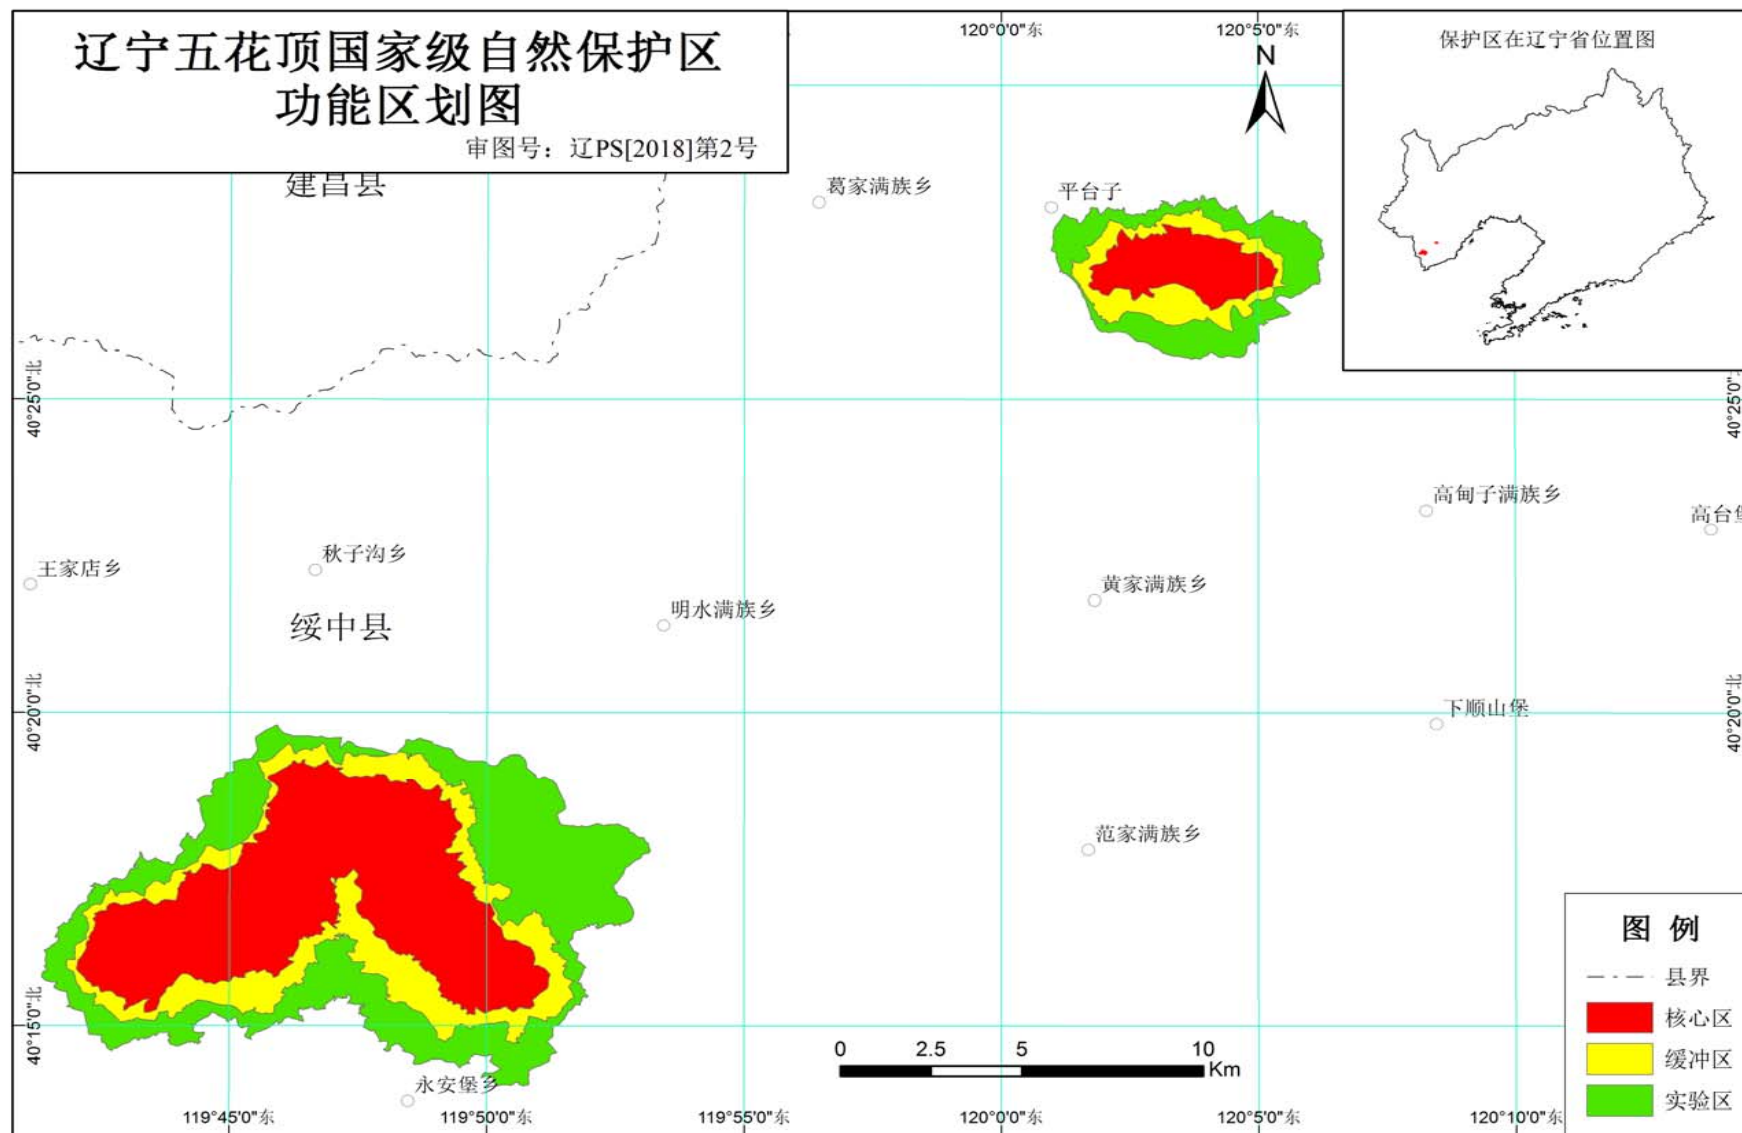 辽宁五花顶国家级自然保护区
功能区划图
审图号：辽PS[2018]第2号
120°0'0"东
120°5'0"东
N
保护区在辽宁省位置图
建昌县
葛家满族乡
平台子
40°25'0"北
40°25'0"北
高甸子满族乡
高台堡
秋子沟乡
王家店乡
黄家满族乡
明水满族乡
绥中县
40°20'0"北
40°20'0"北
下顺山堡
范家满族乡
图 例
县界
核心区
缓冲区
实验区
40°15'0"北
0 2.5 5 10
Km
永安堡乡
119°45'0"东
119°50'0"东
119°55'0"东
120°0'0"东
120°5'0"东
120°10'0"东